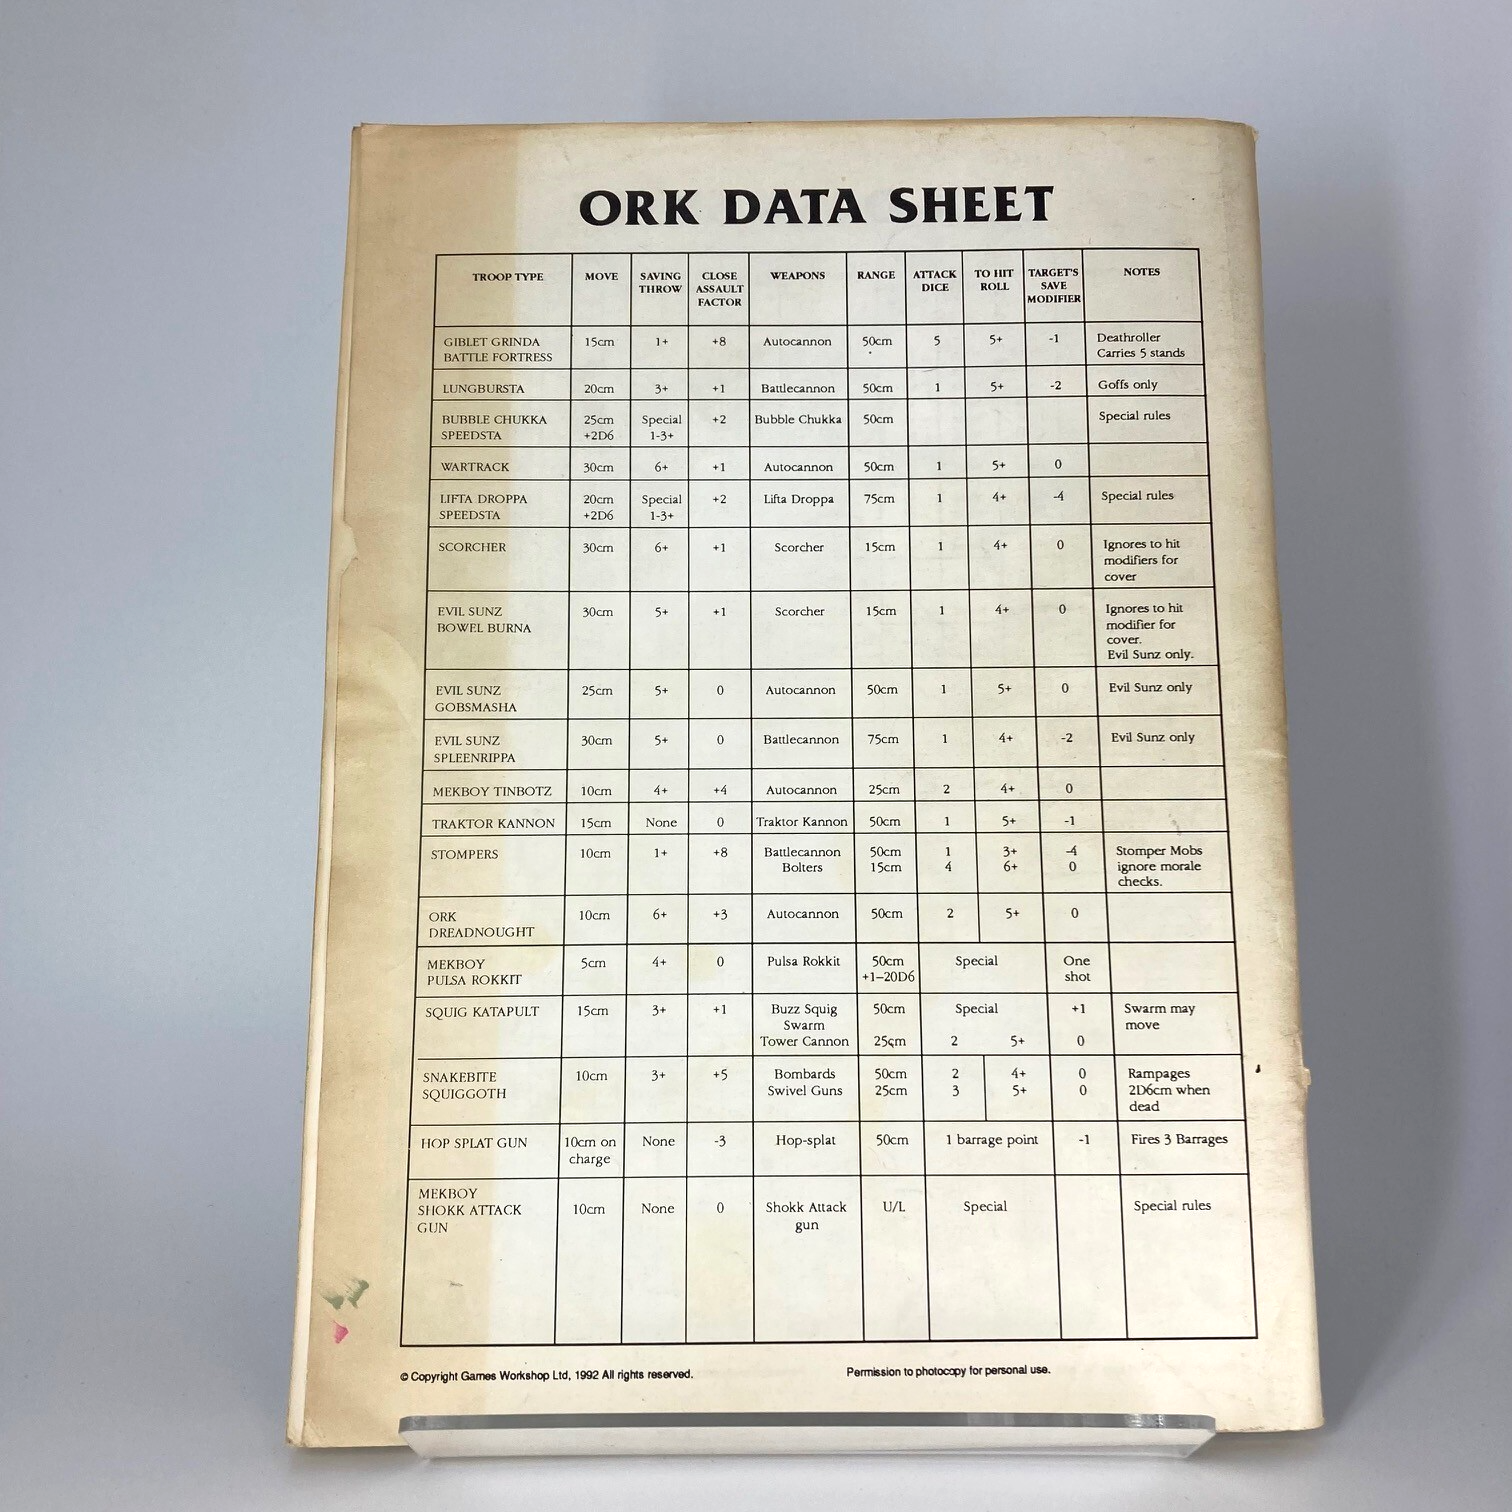 ORK DATA SHEET
TROOP TYPE MOVE SAVING THROW CLOSE ASSAULT FACTOR WEAPONS RANGE ATTACK DICE TO HIT ROLL TARGET'S SAVE MODIFIER NOTES
GIBLET GRINDA 15cm 1+ +8 Autocannon 50cm 5 5+ -1 Deathroller
BATTLE FORTRESS Carries 5 stands
LUNGBURSTA 20cm 3+ +1 Battlecannon 50cm 1 5+ -2 Goffs only
BUBBLE CHUKKA 25cm Special +2 Bubble Chukka 50cm Special rules
SPEEDSTA +2D6 1-3+
WARTRACK 30cm 6+ +1 Autocannon 50cm 1 5+ 0
LIFTA DROPPA 20cm Special +2 Lifta Droppa 75cm 1 4+ -4 Special rules
SPEEDSTA +2D6 1-3+
SCORCHER 30cm 6+ +1 Scorcher 15cm 1 4+ 0 Ignores to hit
modifiers for
cover
EVIL SUNZ 30cm 5+ +1 Scorcher 15cm 1 4+ 0 Ignores to hit
BOWEL BURNA modifier for
cover.
Evil Sunz only.
EVIL SUNZ 25cm 5+ 0 Autocannon 50cm 1 5+ 0 Evil Sunz only
GOBSMASHA
EVIL SUNZ 30cm 5+ 0 Battlecannon 75cm 1 4+ -2 Evil Sunz only
SPLEENRIPPA
MEKBOY TINBOTZ 10cm 4+ +4 Autocannon 25cm 2 4+ 0
TRAKTOR KANNON 15cm None 0 Traktor Kannon 50cm 1 5+ -1
STOMPERS 10cm 1+ +8 Battlecannon 50cm 1 3+ -4 Stomper Mobs
Bolters 15cm 4 6+ 0 ignore morale
checks.
ORK 10cm 6+ +3 Autocannon 50cm 2 5+ 0
DREADNOUGHT
MEKBOY 5cm 4+ 0 Pulsa Rokkit 50cm Special One
PULSA ROKKIT +1–20D6 shot
SQUIG KATAPULT 15cm 3+ +1 Buzz Squig 50cm Special +1 Swarm may
Swarm move
Tower Cannon 25cm 2 5+ 0
SNAKEBITE 10cm 3+ +5 Bombards 50cm 2 4+ 0 Rampages
SQUIGGOTH Swivel Guns 25cm 3 5+ 0 2D6cm when
dead
HOP SPLAT GUN 10cm on None -3 Hop-splat 50cm 1 barrage point -1 Fires 3 Barrages
charge
MEKBOY
SHOKK ATTACK 10cm None 0 Shokk Attack U/L Special Special rules
GUN gun
© Copyright Games Workshop Ltd, 1992 All rights reserved. Permission to photocopy for personal use.